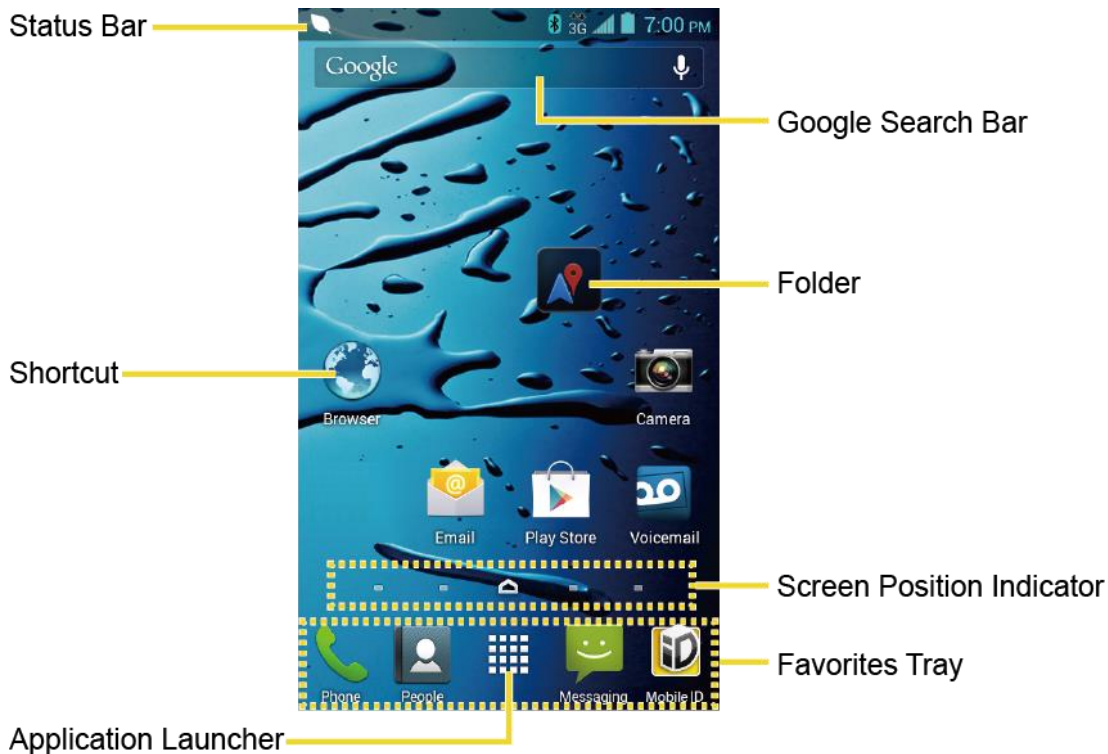 Status Bar
3G 7:00 PM
Google
Google Search Bar
Folder
Shortcut
Browser Camera
@
Email Play Store Voicemail
Screen Position Indicator
iD
Favorites Tray
Phone People Messaging Mobile ID
Application Launcher